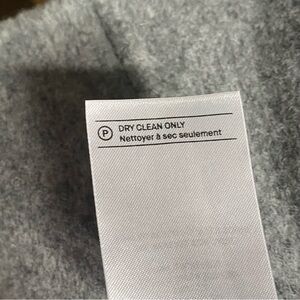 P DRY CLEAN ONLY
Nettoyer à sec seulement